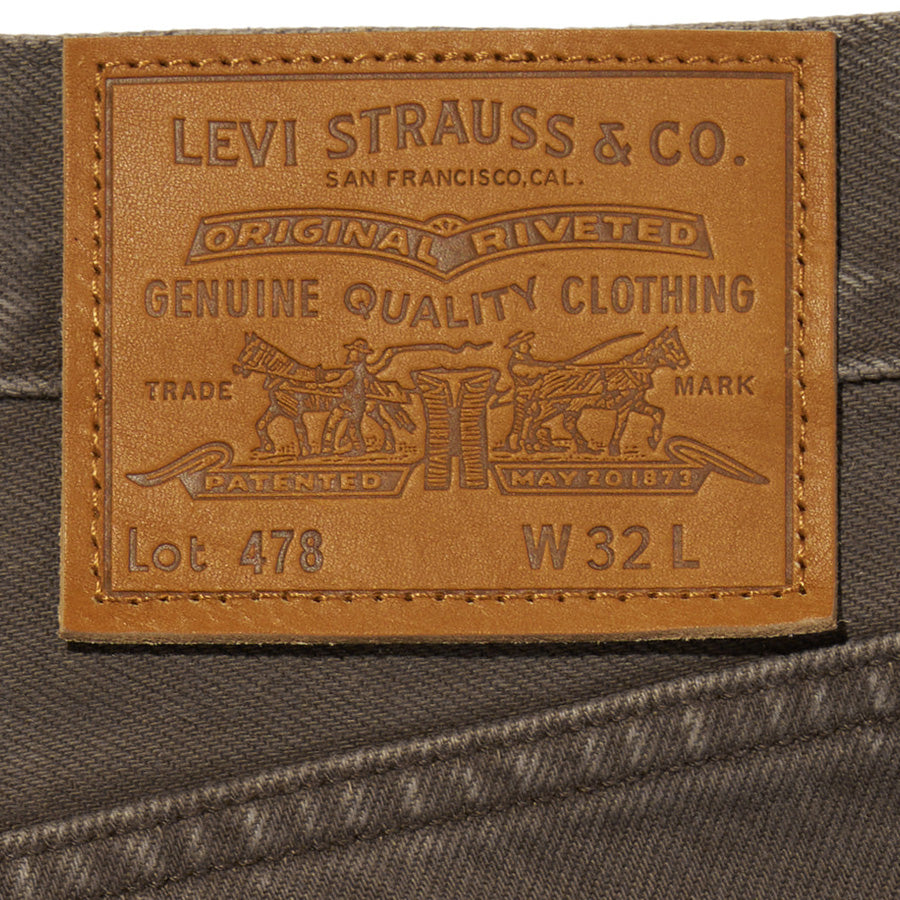 LEVI STRAUSS & CO.
SAN FRANCISCO, CAL.
ORIGINAL RIVETED
GENUINE QUALITY CLOTHING
TRADE MARK
PATENTED MAY 20 1873
Lot 478 W 32 L